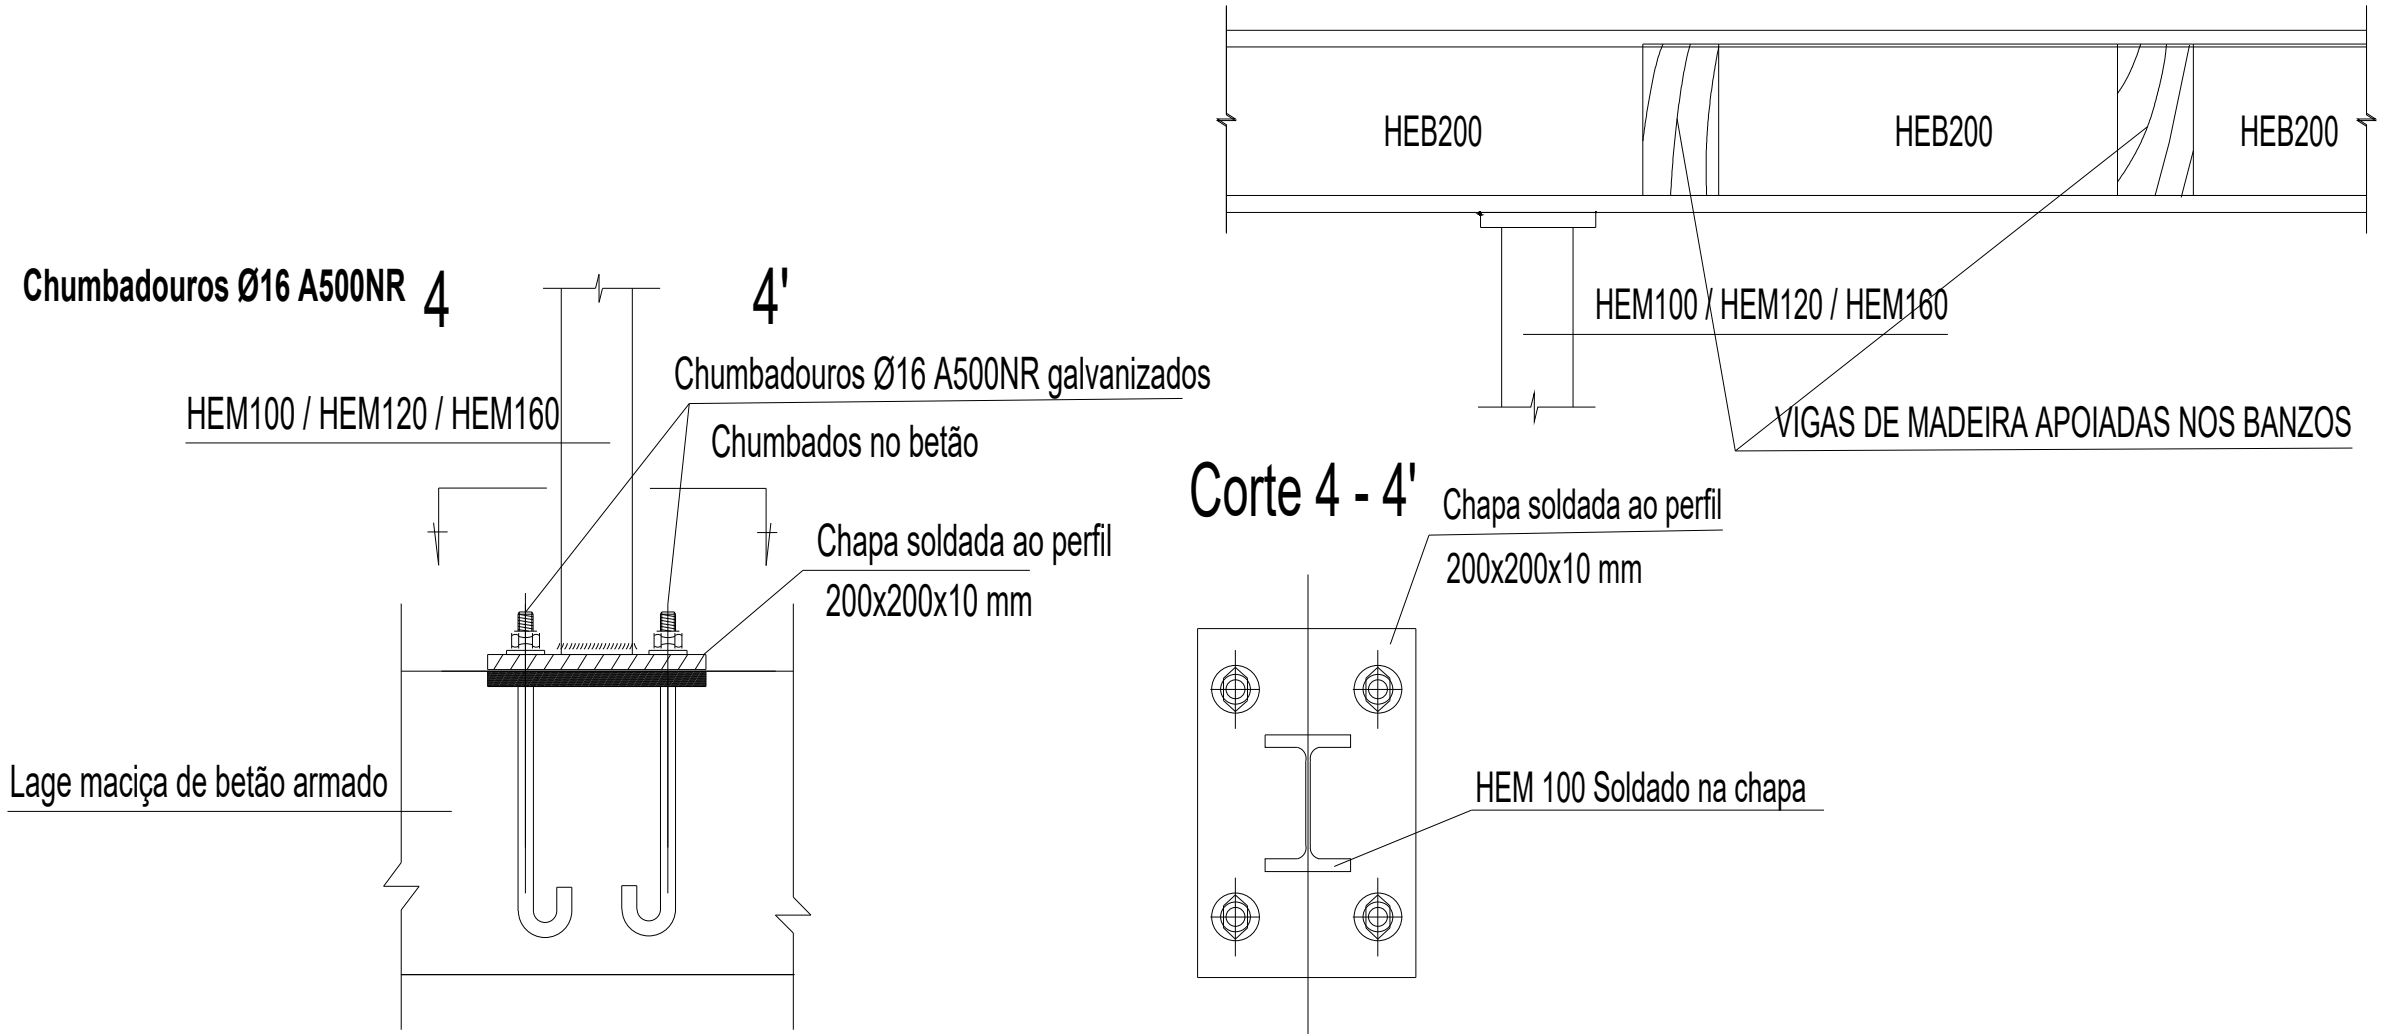 HEB200
HEB200
HEB200
Chumbadouros Ø16 A500NR
4
4'
HEM100 / HEM120 / HEM160
Chumbadouros Ø16 A500NR galvanizados
Chumbados no betão
HEM100 / HEM120 / HEM160
VIGAS DE MADEIRA APOIADAS NOS BANZOS
Chapa soldada ao perfil
200x200x10 mm
Lage maciça de betão armado
Corte 4 - 4'
Chapa soldada ao perfil
200x200x10 mm
HEM 100 Soldado na chapa